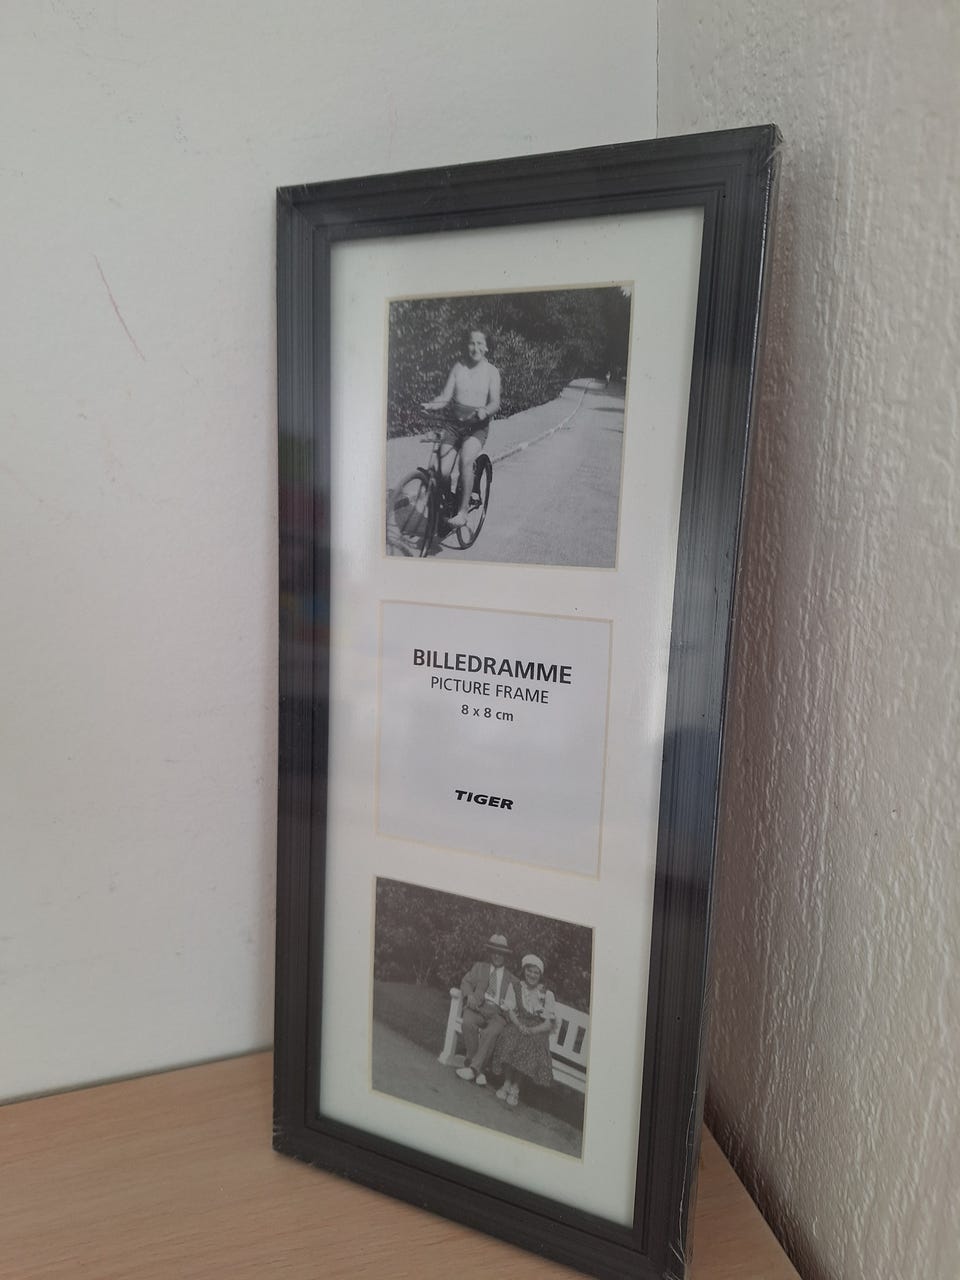 BILLEDRAMME
PICTURE FRAME
8 x 8 cm
TIGER